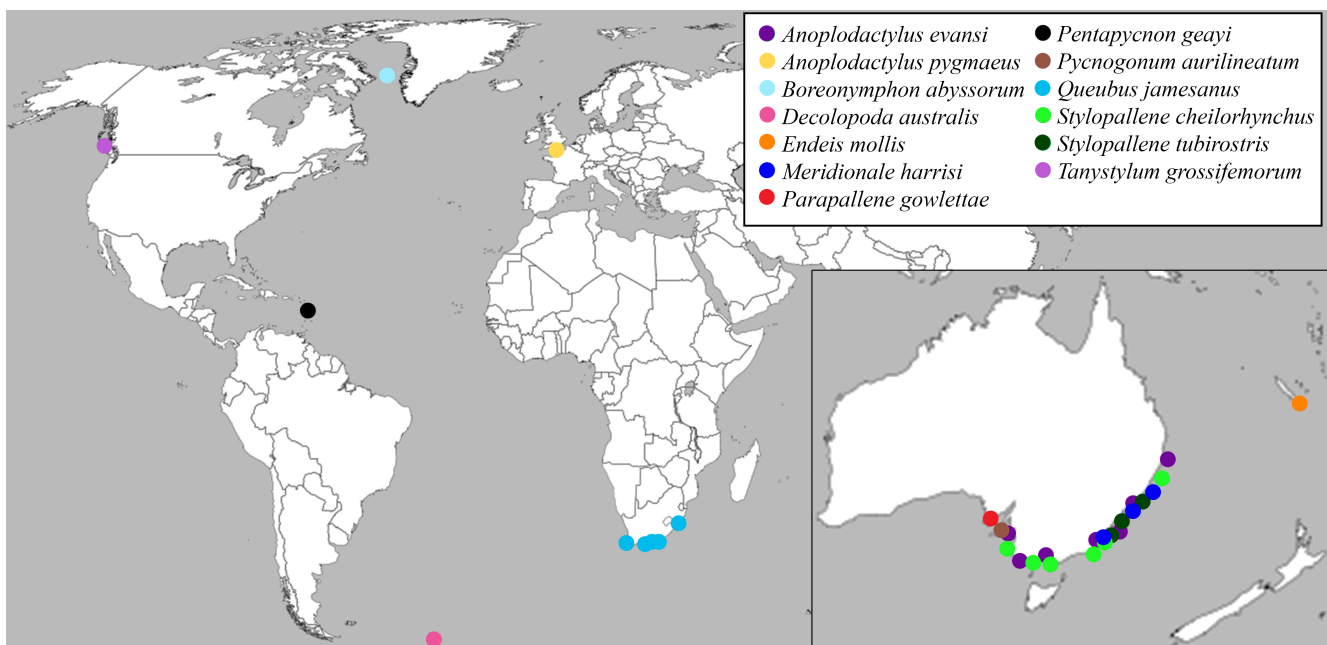 Anoplodactylus evansi
Anoplodactylus pygmaeus
Boreonymphon abyssorum
Decolopoda australis
Endeis mollis
Meridionale harrisi
Parapallene gowlettae
Pentapycnon geayi
Pycnogonum aurilineatum
Queubus jamesanus
Stylopallene cheilorhynchus
Stylopallene tubirostris
Tanystylum grossifemorum